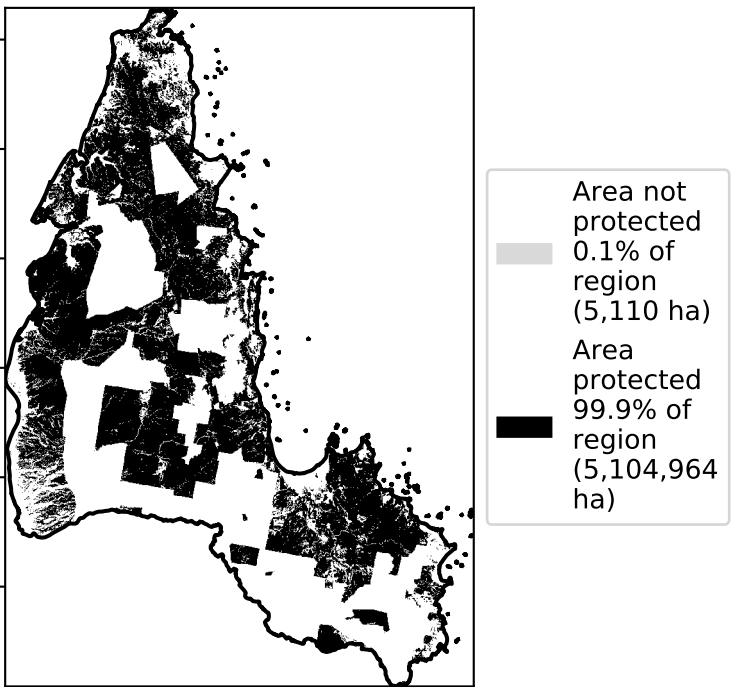 Area not
protected
0.1% of
region
(5,110 ha)
Area
protected
99.9% of
region
(5,104,964
ha)